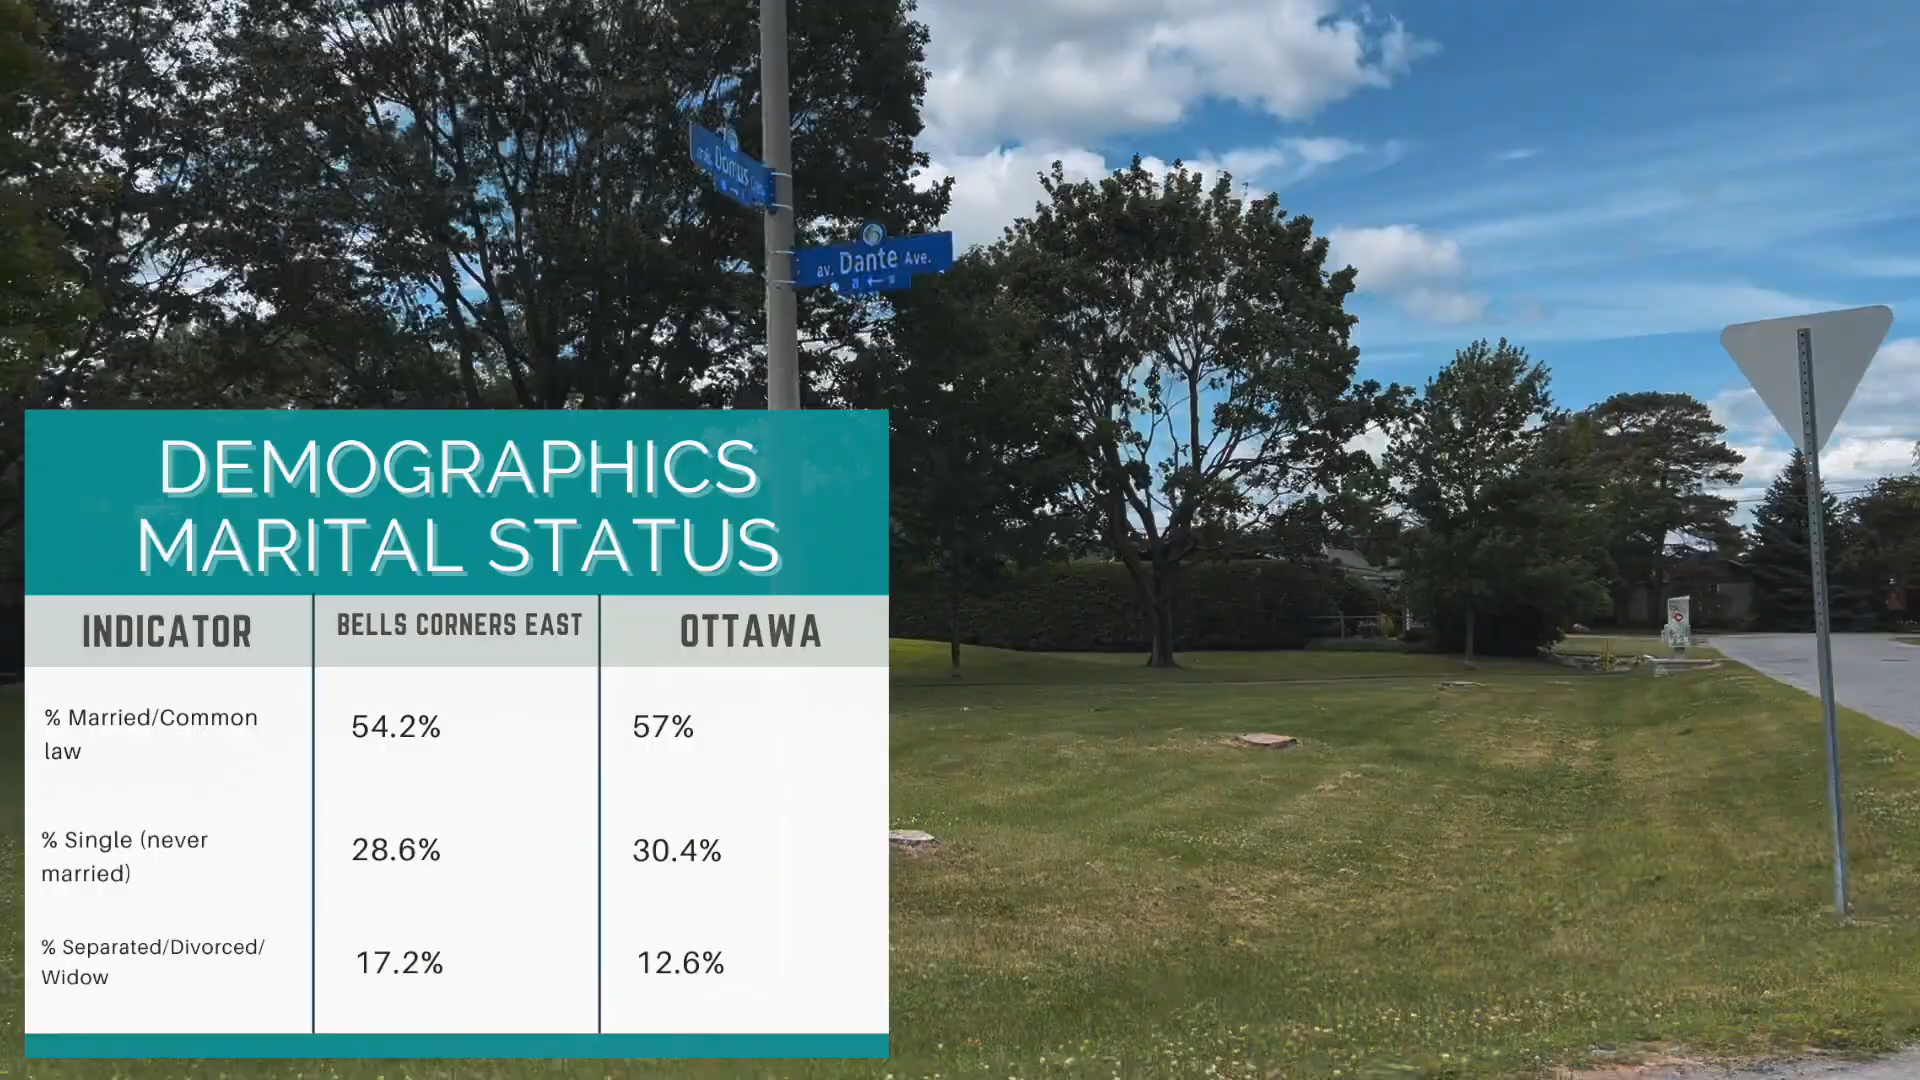 Domus
av. Dante Ave.
DEMOGRAPHICS
MARITAL STATUS
INDICATOR
BELLS CORNERS EAST
OTTAWA
% Married/Common
law
54.2%
57%
% Single (never
married)
28.6%
30.4%
% Separated/Divorced/
Widow
17.2%
12.6%